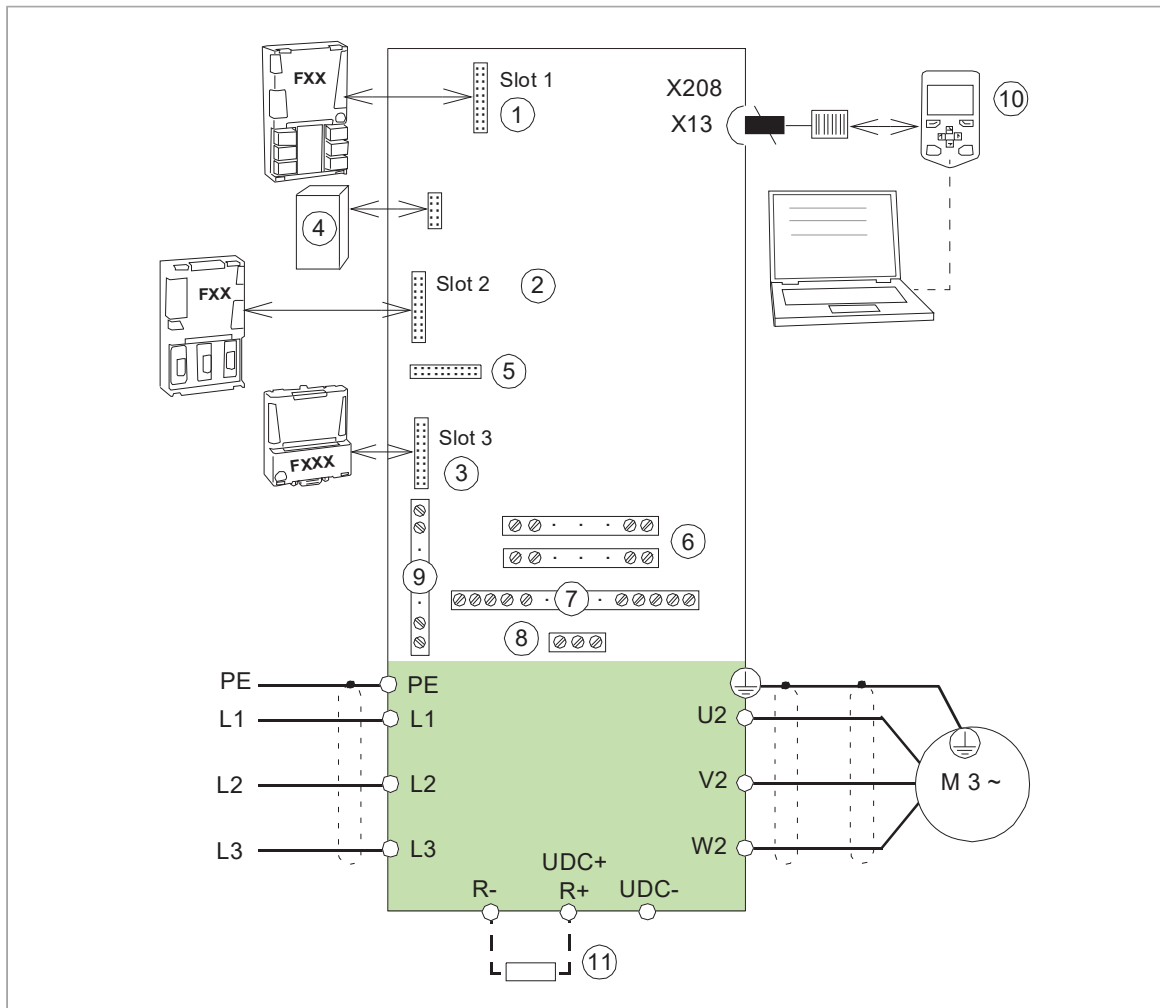 FXX
Slot 1
1
X208
X13
10
4
FXX
Slot 2
2
5
Slot 3
3
FXXX
6
9
7
8
PE
PE
L1
L1
U2
L2
L2
V2
M 3 ~
L3
L3
W2
UDC+
R-
R+
UDC-
11